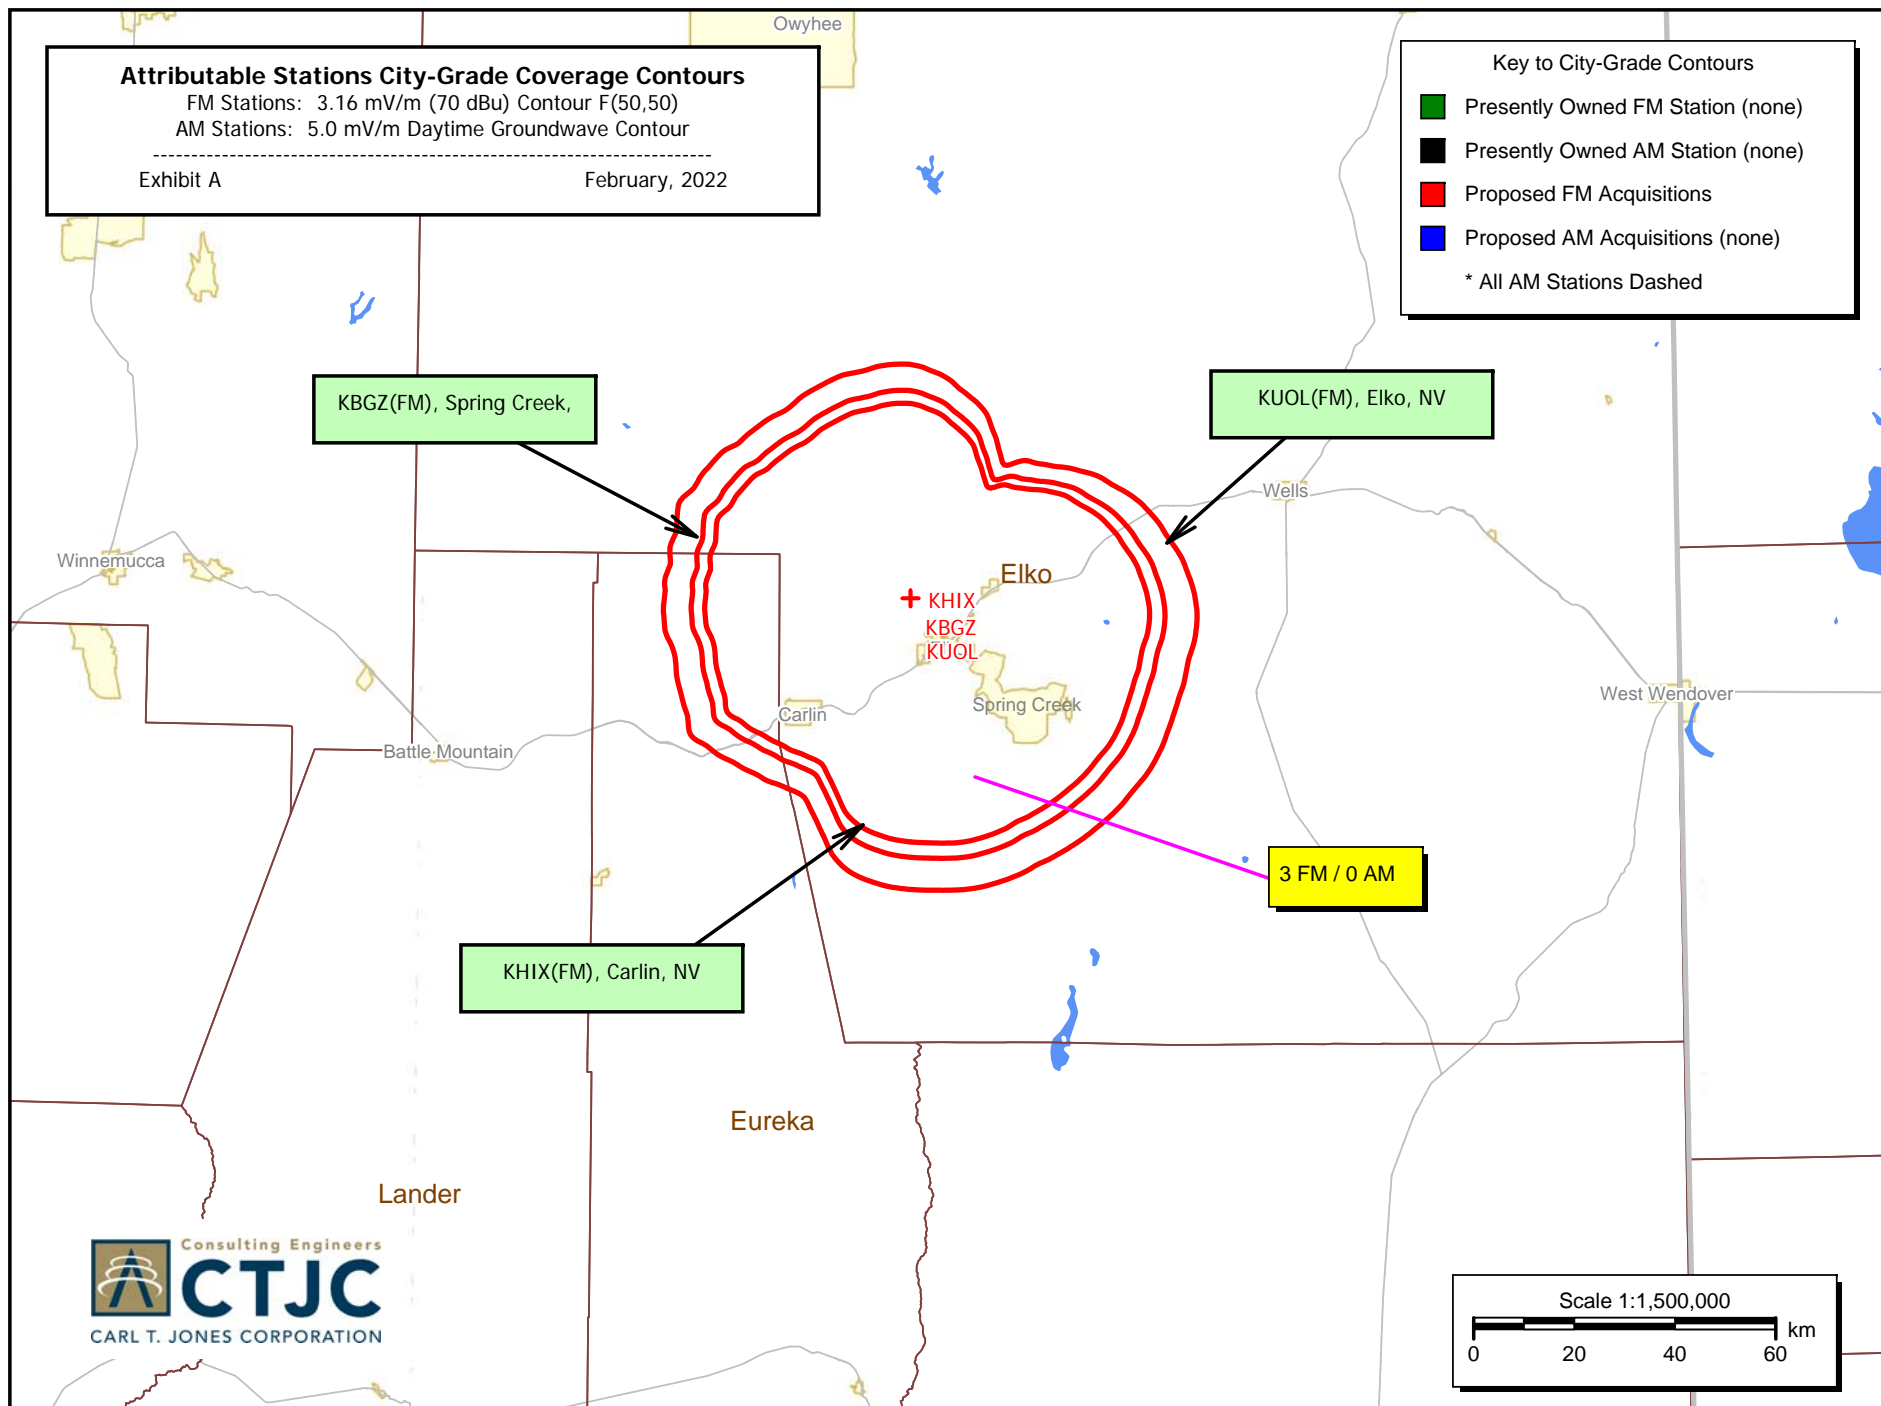 Owyhee
Attributable Stations City-Grade Coverage Contours
FM Stations: 3.16 mV/m (70 dBu) Contour F(50,50)
AM Stations: 5.0 mV/m Daytime Groundwave Contour
Exhibit A February, 2022
Key to City-Grade Contours
Presently Owned FM Station (none)
Presently Owned AM Station (none)
Proposed FM Acquisitions
Proposed AM Acquisitions (none)
* All AM Stations Dashed
KBGZ(FM), Spring Creek,
KUOL(FM), Elko, NV
Wells
Winnemucca
Elko
KHIX
KBGZ
KUOL
Spring Creek
Carlin
West Wendover
Battle Mountain
3 FM / 0 AM
KHIX(FM), Carlin, NV
Eureka
Lander
Consulting Engineers
CTJC
CARL T. JONES CORPORATION
Scale 1:1,500,000
km
0 20 40 60